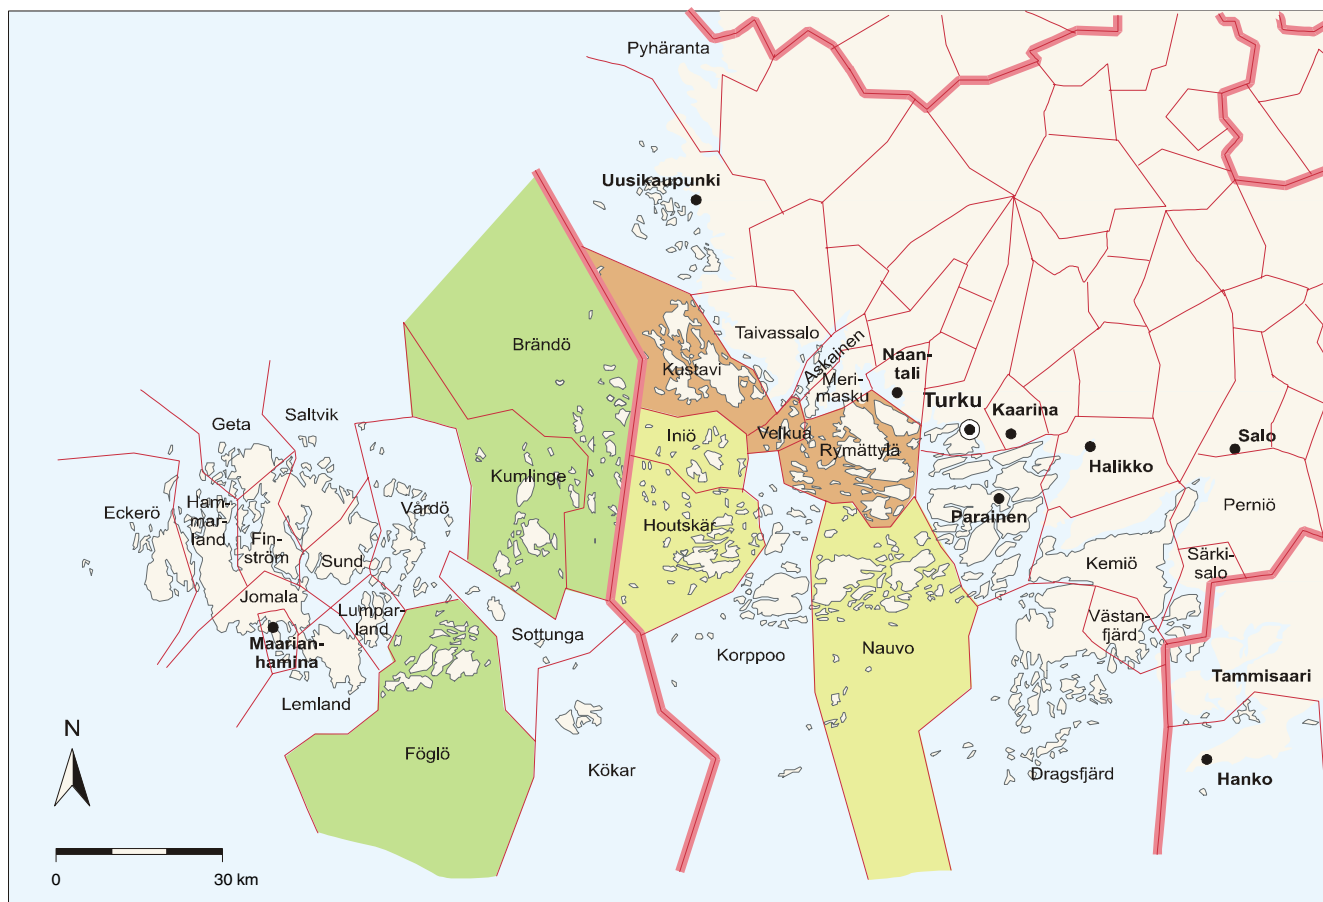 Pyhäranta
Uusikaupunki
Taivassalo
Askainen
Brändö
Naan-
tali
Meri-
masku
Kustavi
Turku
Kaarina
Geta
Saltvik
Iniö
Velkua
Rymättylä
Salo
Halikko
Kumlinge
Eckerö
Ham-
mar-
land
Vårdö
Houtskär
Parainen
Perniö
Fin-
ström
Sund
Kemiö
Särki-
salo
Jomala
Lumpar-
land
Västan-
fjärd
Maarian-
hamina
Sottunga
Korppoo
Nauvo
Tammisaari
Lemland
N
Föglö
Kökar
Dragsfjärd
Hanko
0
30 km